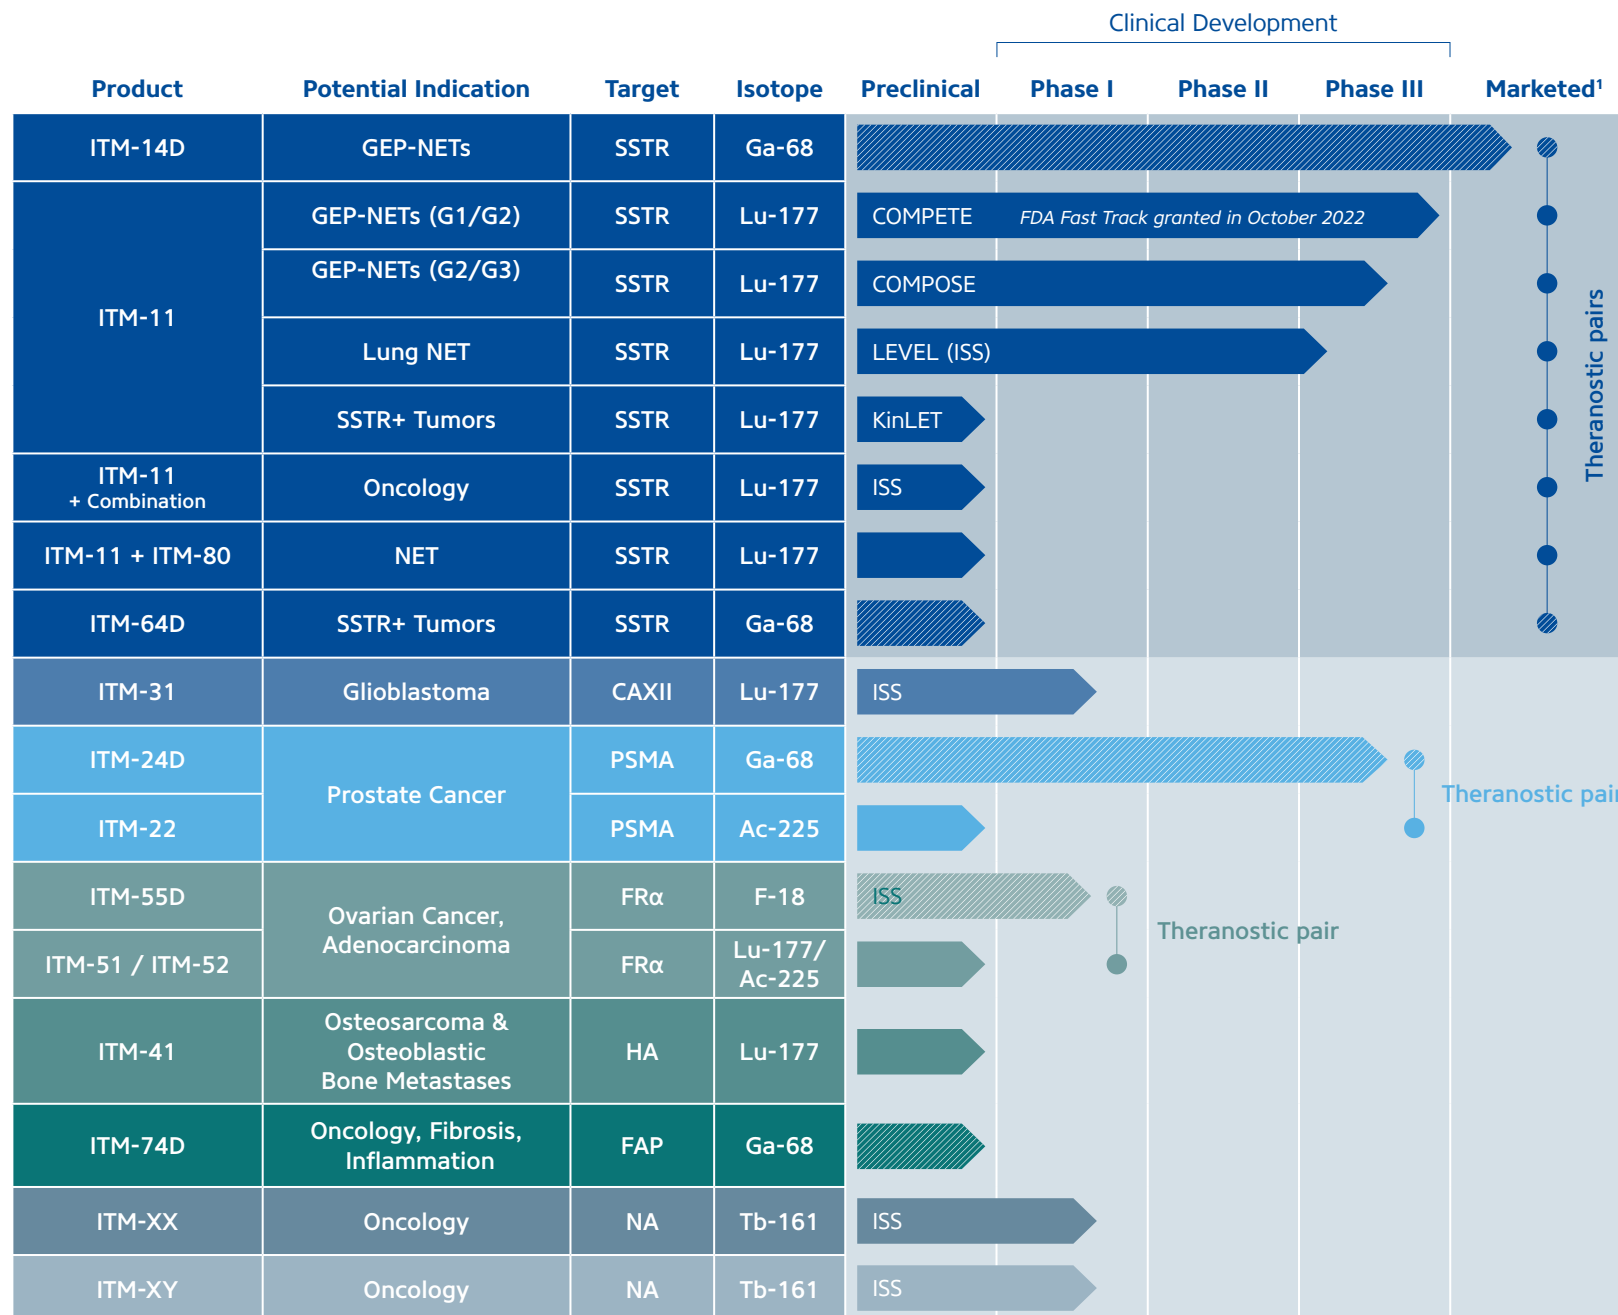 Clinical Development
Product Potential Indication Target Isotope Preclinical Phase I Phase II Phase III Marketed¹
ITM-14D GEP-NETs SSTR Ga-68
ITM-11
GEP-NETs (G1/G2) SSTR Lu-177 COMPETE FDA Fast Track granted in October 2022
GEP-NETs (G2/G3) SSTR Lu-177 COMPOSE
Lung NET SSTR Lu-177 LEVEL (ISS)
SSTR+ Tumors SSTR Lu-177 KinLET
Theranostic pairs
ITM-11
+ Combination
Oncology SSTR Lu-177 ISS
ITM-11 + ITM-80 NET SSTR Lu-177
ITM-64D SSTR+ Tumors SSTR Ga-68
ITM-31 Glioblastoma CAXII Lu-177 ISS
ITM-24D PSMA Ga-68
Prostate Cancer
Theranostic pair
ITM-22 PSMA Ac-225
ITM-55D FRα F-18 ISS
Ovarian Cancer,
Adenocarcinoma
Theranostic pair
ITM-51 / ITM-52 FRα
Lu-177/
Ac-225
Osteosarcoma &
Osteoblastic
Bone Metastases
ITM-41 HA Lu-177
Oncology, Fibrosis,
Inflammation
ITM-74D FAP Ga-68
ITM-XX Oncology NA Tb-161 ISS
ITM-XY Oncology NA Tb-161 ISS